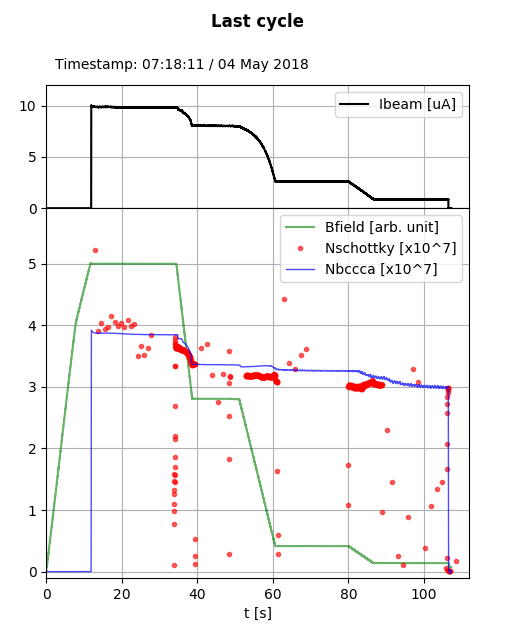 Last cycle
Timestamp: 07:18:11 / 04 May 2018
10
5
0
Ibeam [uA]
Bfield [arb. unit]
Nschottky [x10^7]
Nbccca [x10^7]
5
4
3
2
1
0
0 20 40 60 80 100
t [s]